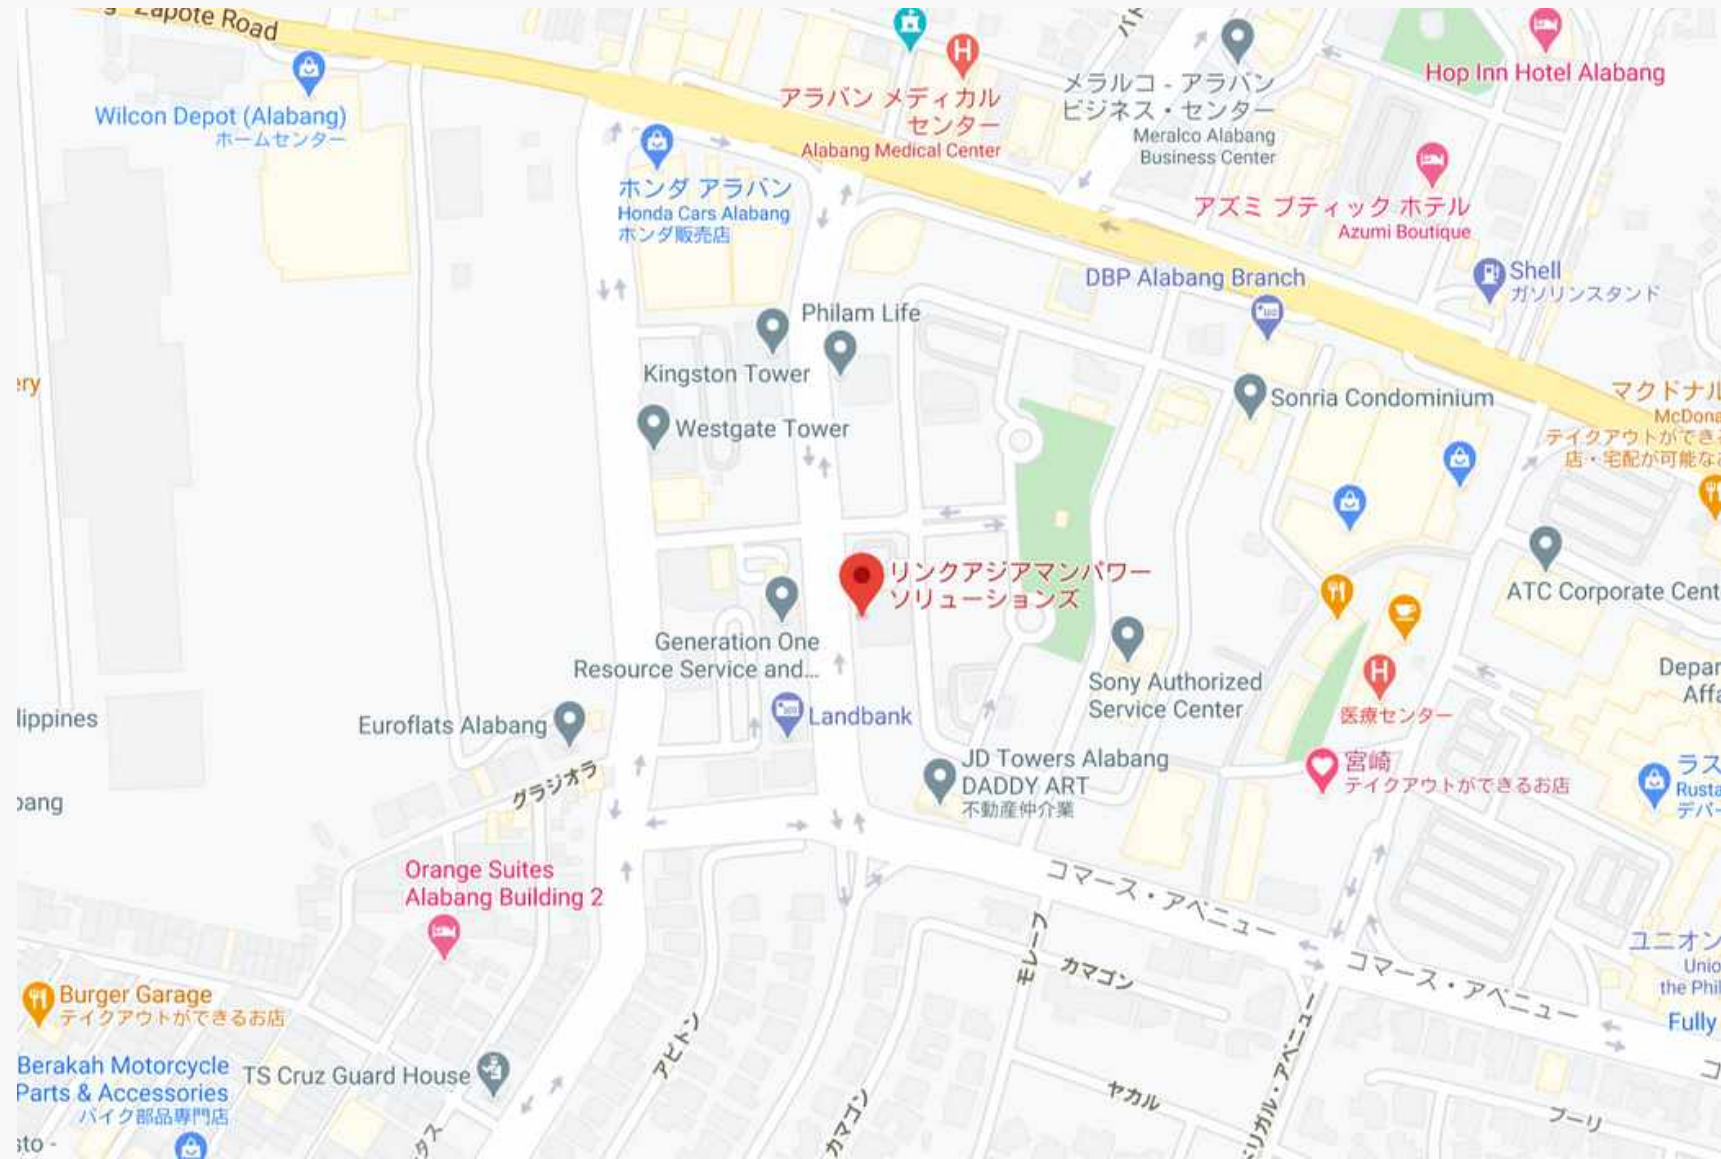 Zapote Road
Wilcon Depot (Alabang)
ホームセンター
アラバン メディカル
センター
Alabang Medical Center
メラルコ - アラバン
ビジネス・センター
Meralco Alabang
Business Center
Hop Inn Hotel Alabang
ホンダ アラバン
Honda Cars Alabang
ホンダ販売店
アズミ ブティック ホテル
Azumi Boutique
DBP Alabang Branch
Shell
ガソリンスタンド
Philam Life
Kingston Tower
Westgate Tower
Sonria Condominium
マクドナル
McDona
テイクアウトができ
店・宅配が可能な
リンクアジアマンパワー
ソリューションズ
ATC Corporate Cent
Generation One
Resource Service and...
Sony Authorized
Service Center
医療センター
Depar
Affa
lippines
Euroflats Alabang
Landbank
JD Towers Alabang
DADDY ART
不動産仲介業
宮崎
テイクアウトができるお店
ラス
Rusta
デパー
グラジオラ
Orange Suites
Alabang Building 2
コマース・アベニュー
コマース・アベニュー
モレーブ
カマゴン
ユニオン
Unio
the Phil
Fully
Burger Garage
テイクアウトができるお店
Berakah Motorcycle
Parts & Accessories
バイク部品専門店
TS Cruz Guard House
アビトン
カマゴン
ヤカル
リガル・アベニュー
プーリ